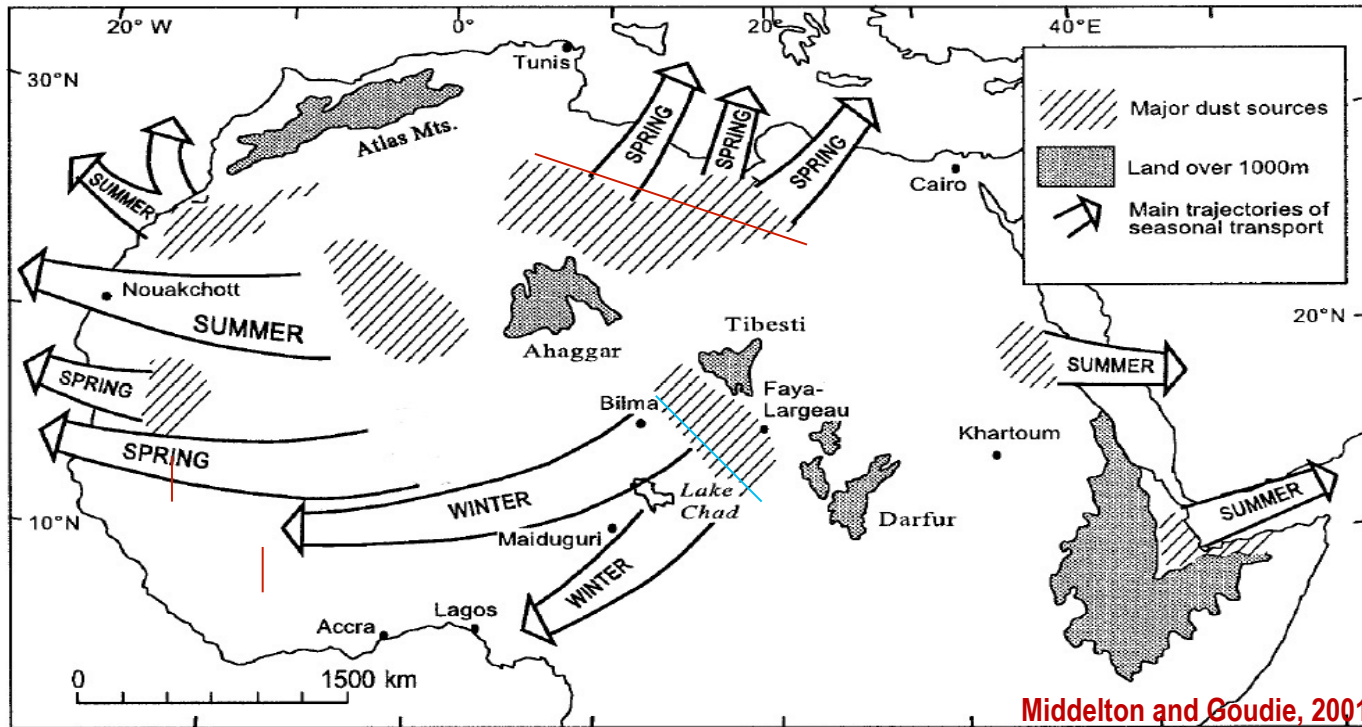 20° W
0°
20°
40°E
30°N
Tunis
Atlas Mts.
SPRING
SPRING
SPRING
Cairo
Major dust sources
Land over 1000m
Main trajectories of
seasonal transport
SUMMER
Nouakchott
SUMMER
Ahaggar
Tibesti
20°N
SUMMER
SPRING
Bilma
Faya-
Largeau
Khartoum
SPRING
WINTER
Lake
Chad
Darfur
SUMMER
10°N
Maiduguri
WINTER
Lagos
Accra
0
1500 km
Middelton and Goudie, 2001